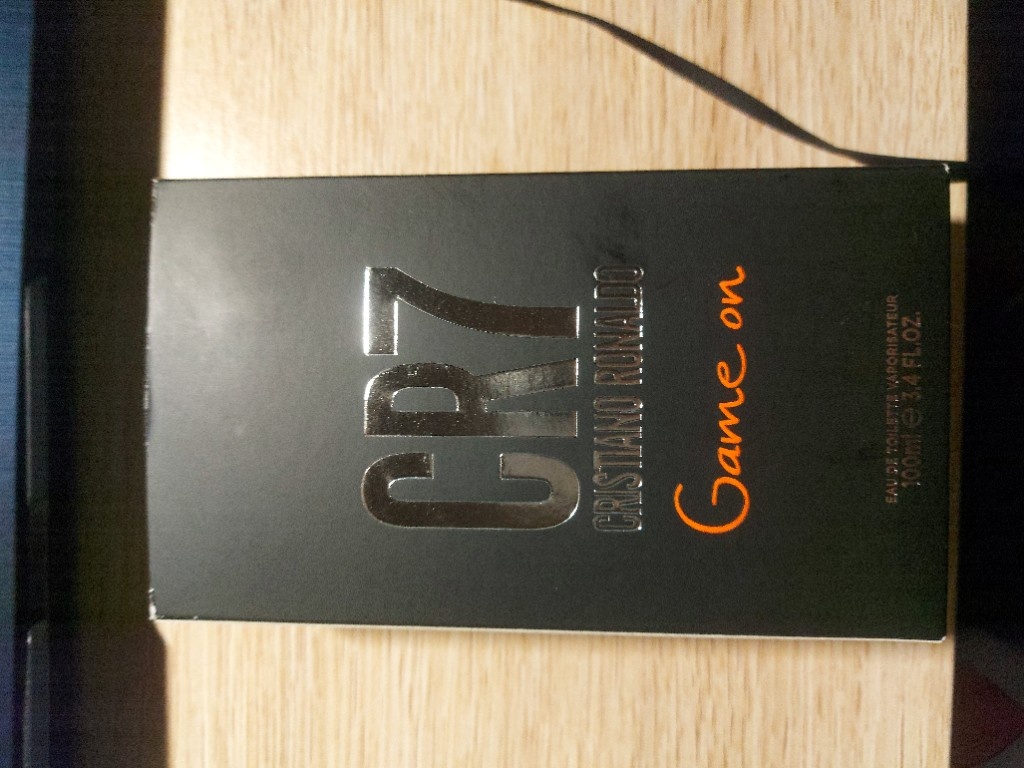 CR7
CRISTIANO RONALDO
Game on
EAU DE TOILETTE VAPORISATEUR
100ml ℮ 3.4 FL.OZ.